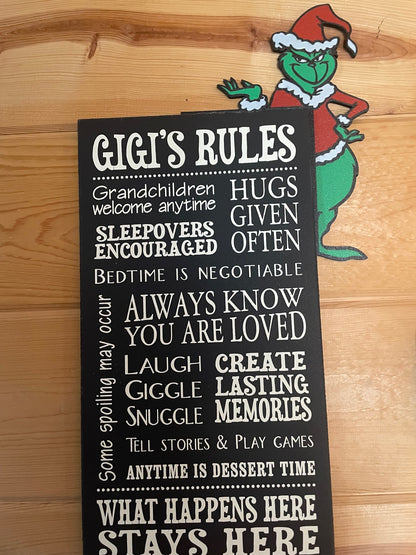 GIGI'S RULES
Grandchildren
welcome anytime
HUGS
GIVEN
OFTEN
SLEEPOVERS
ENCOURAGED
BEDTIME IS NEGOTIABLE
Some spoiling may occur
ALWAYS KNOW
YOU ARE LOVED
LAUGH
GIGGLE
SNUGGLE
CREATE
LASTING
MEMORIES
TELL STORIES & PLAY GAMES
ANYTIME IS DESSERT TIME
WHAT HAPPENS HERE
STAYS HERE